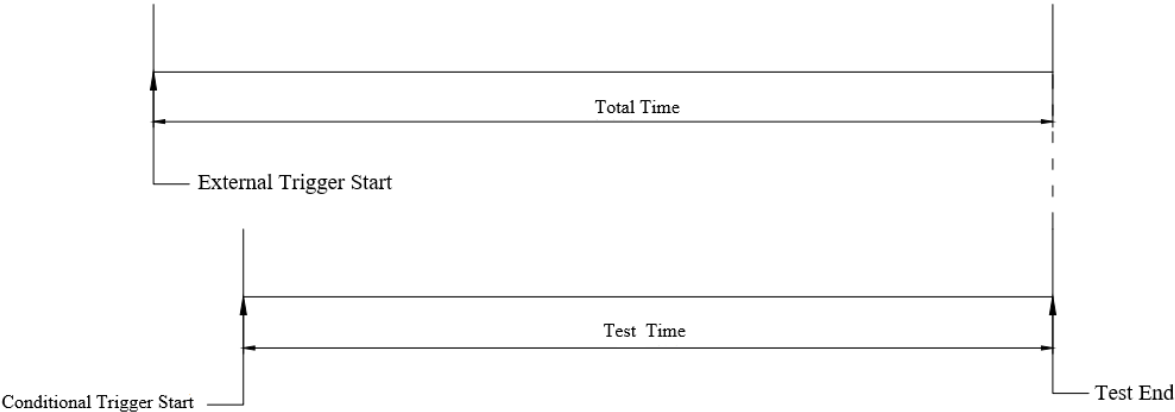 Total Time
External Trigger Start
Test Time
Test End
Conditional Trigger Start